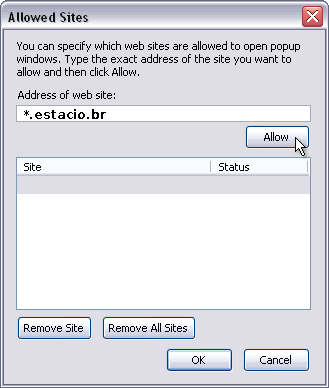 Allowed Sites
You can specify which web sites are allowed to open popup
windows. Type the exact address of the site you want to
allow and then click Allow.
Address of web site:
*.estacio.br
Allow
Site Status
Remove Site Remove All Sites
OK Cancel